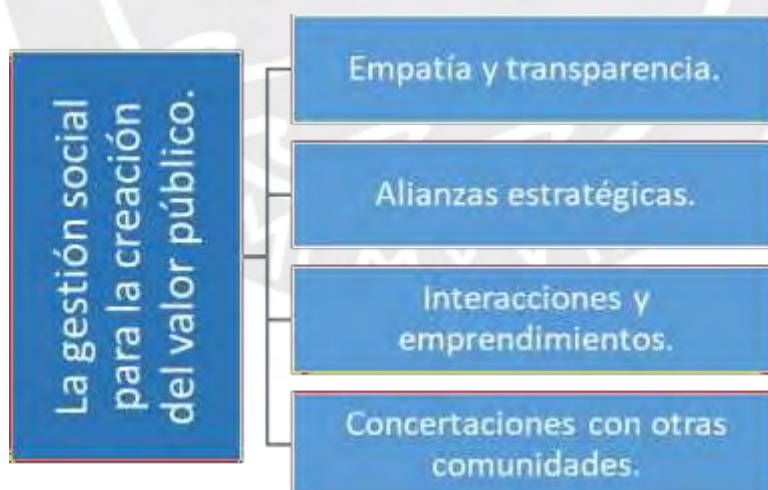 La gestión social
para la creación
del valor público.
Empatía y transparencia.
Alianzas estratégicas.
Interacciones y
emprendimientos.
Concertaciones con otras
comunidades.